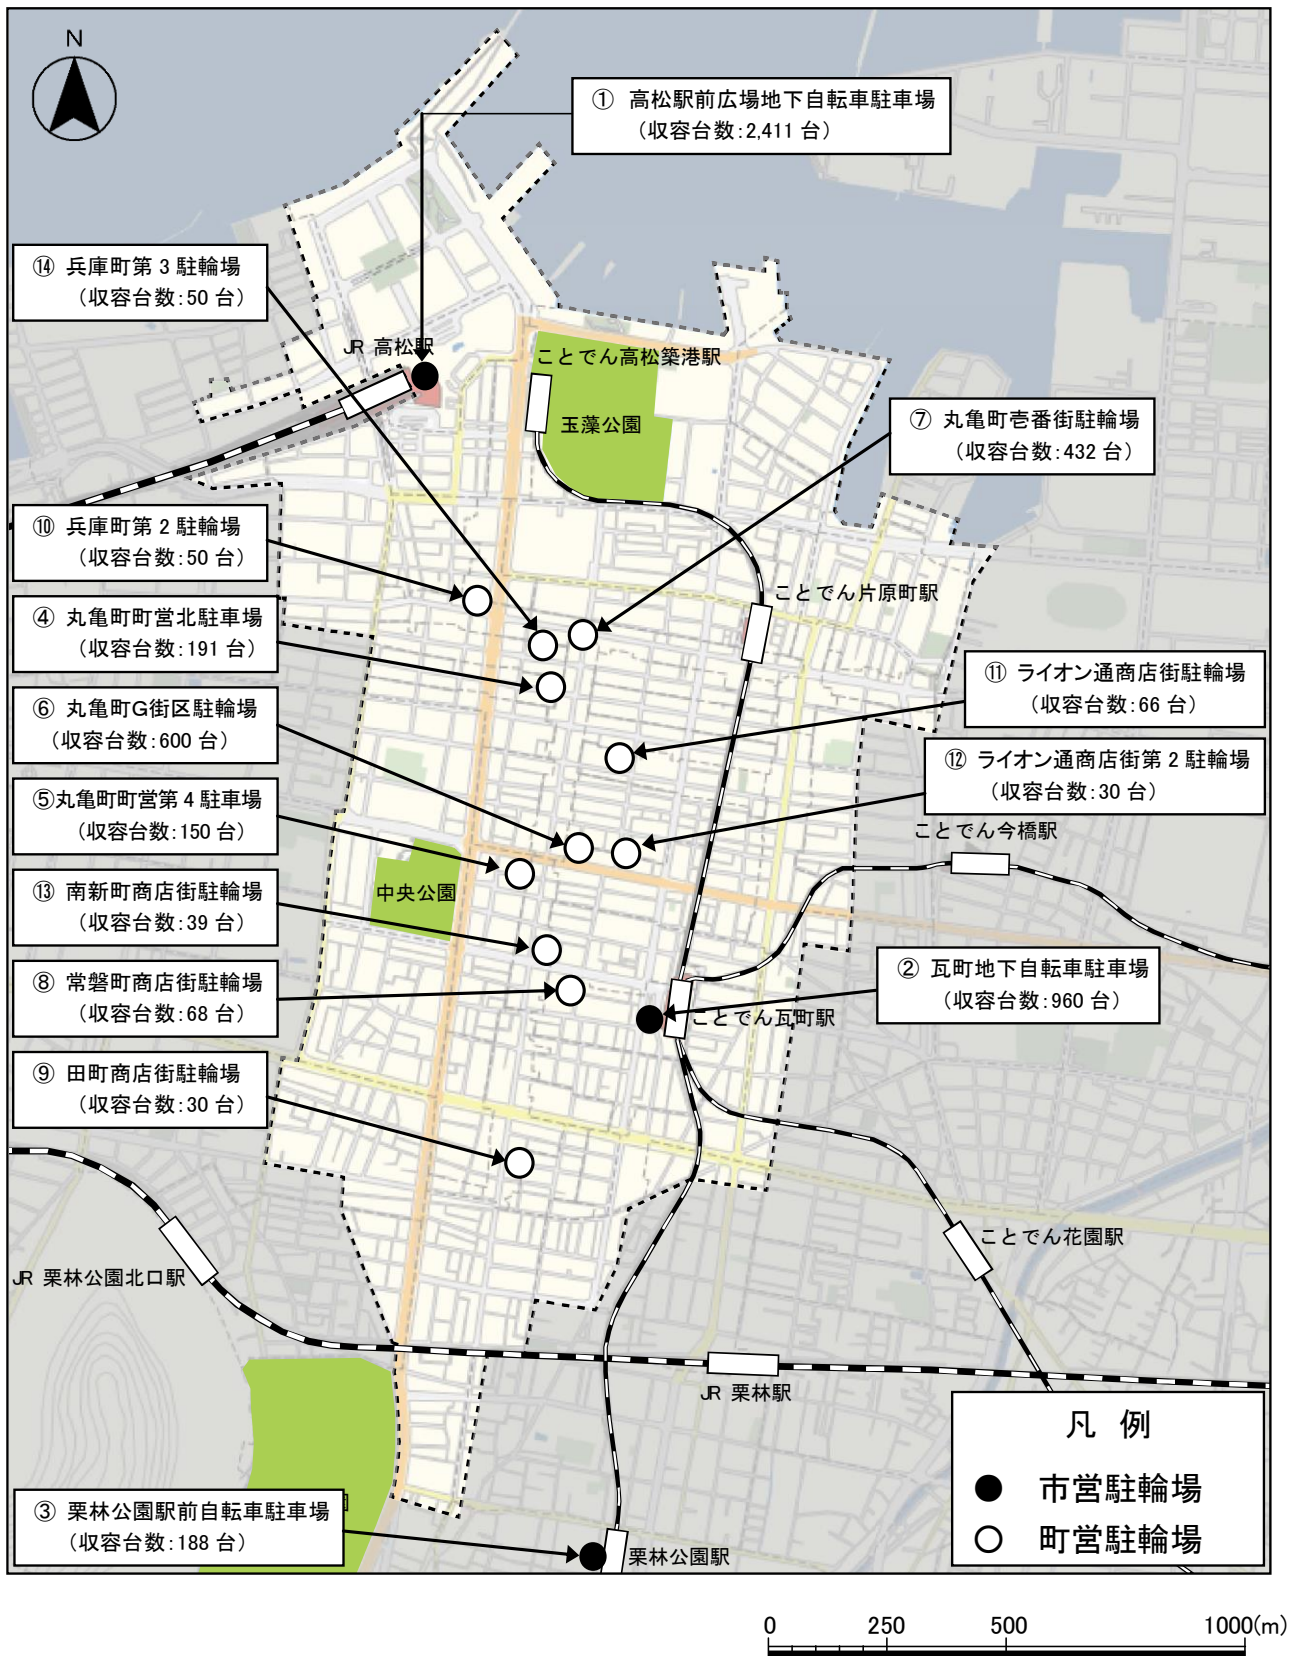 N
① 高松駅前広場地下自転車駐車場
（収容台数：2,411 台）
⑭ 兵庫町第 3 駐輪場
（収容台数：50 台）
JR 高松駅
ことでん高松築港駅
玉藻公園
⑦ 丸亀町壱番街駐輪場
（収容台数：432 台）
⑩ 兵庫町第 2 駐輪場
（収容台数：50 台）
ことでん片原町駅
④ 丸亀町町営北駐車場
（収容台数：191 台）
⑪ ライオン通商店街駐輪場
（収容台数：66 台）
⑥ 丸亀町G街区駐輪場
（収容台数：600 台）
⑫ ライオン通商店街第 2 駐輪場
（収容台数：30 台）
⑤丸亀町町営第 4 駐車場
（収容台数：150 台）
ことでん今橋駅
中央公園
⑬ 南新町商店街駐輪場
（収容台数：39 台）
② 瓦町地下自転車駐車場
（収容台数：960 台）
⑧ 常磐町商店街駐輪場
（収容台数：68 台）
ことでん瓦町駅
⑨ 田町商店街駐輪場
（収容台数：30 台）
ことでん花園駅
JR 栗林公園北口駅
JR 栗林駅
凡 例
市営駐輪場
町営駐輪場
③ 栗林公園駅前自転車駐車場
（収容台数：188 台）
栗林公園駅
0 250 500 1000(m)